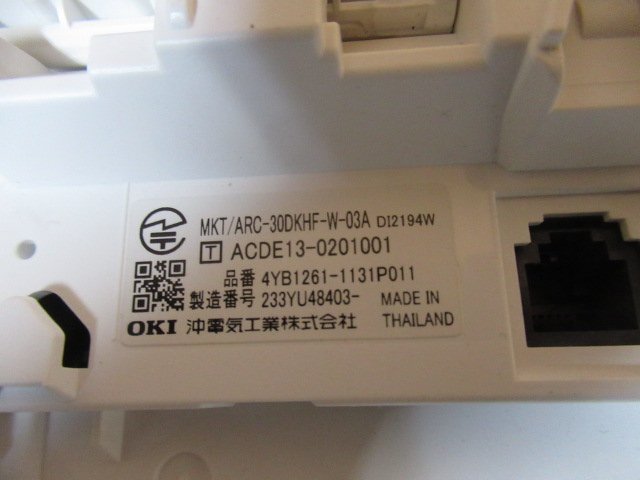 MKT/ARC-30DKHF-W-03A DI2194W
T ACDE13-0201001
品番 4YB1261-1131P011
製造番号 233YU48403- MADE IN
OKI 沖電気工業株式会社 THAILAND